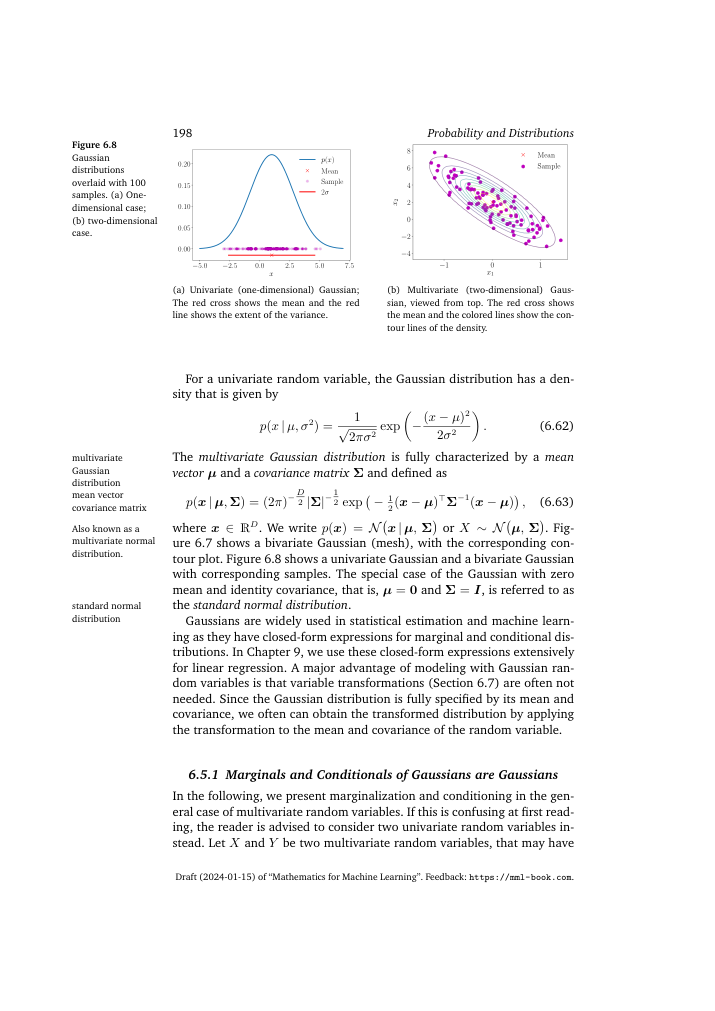 198
Probability and Distributions
Figure 6.8
Gaussian
distributions
overlaid with 100
samples. (a) One-
dimensional case;
(b) two-dimensional
case.
0.20
0.15
0.10
0.05
0.00
−5.0 −2.5 0.0 2.5 5.0 7.5
x
p(x)
Mean
Sample
2σ
8
6
4
2
0
−2
−4
x₂
−1 0 1
x₁
Mean
Sample
(a) Univariate (one-dimensional) Gaussian;
The red cross shows the mean and the red
line shows the extent of the variance.
(b) Multivariate (two-dimensional) Gaus-
sian, viewed from top. The red cross shows
the mean and the colored lines show the con-
tour lines of the density.
For a univariate random variable, the Gaussian distribution has a den-
sity that is given by
p(x | μ, σ²) = 1/√(2πσ²) exp(−(x − μ)²/(2σ²)). (6.62)
multivariate
Gaussian
distribution
mean vector
covariance matrix
The multivariate Gaussian distribution is fully characterized by a mean
vector μ and a covariance matrix Σ and defined as
p(x | μ, Σ) = (2π)^(−D/2) |Σ|^(−1/2) exp(−½(x − μ)⊤Σ⁻¹(x − μ)), (6.63)
Also known as a
multivariate normal
distribution.
where x ∈ ℝᴰ. We write p(x) = 𝒩(x | μ, Σ) or X ∼ 𝒩(μ, Σ). Fig-
ure 6.7 shows a bivariate Gaussian (mesh), with the corresponding con-
tour plot. Figure 6.8 shows a univariate Gaussian and a bivariate Gaussian
with corresponding samples. The special case of the Gaussian with zero
mean and identity covariance, that is, μ = 0 and Σ = I, is referred to as
the standard normal distribution.
standard normal
distribution
Gaussians are widely used in statistical estimation and machine learn-
ing as they have closed-form expressions for marginal and conditional dis-
tributions. In Chapter 9, we use these closed-form expressions extensively
for linear regression. A major advantage of modeling with Gaussian ran-
dom variables is that variable transformations (Section 6.7) are often not
needed. Since the Gaussian distribution is fully specified by its mean and
covariance, we often can obtain the transformed distribution by applying
the transformation to the mean and covariance of the random variable.
6.5.1 Marginals and Conditionals of Gaussians are Gaussians
In the following, we present marginalization and conditioning in the gen-
eral case of multivariate random variables. If this is confusing at first read-
ing, the reader is advised to consider two univariate random variables in-
stead. Let X and Y be two multivariate random variables, that may have
Draft (2024-01-15) of “Mathematics for Machine Learning”. Feedback: https://mml-book.com.